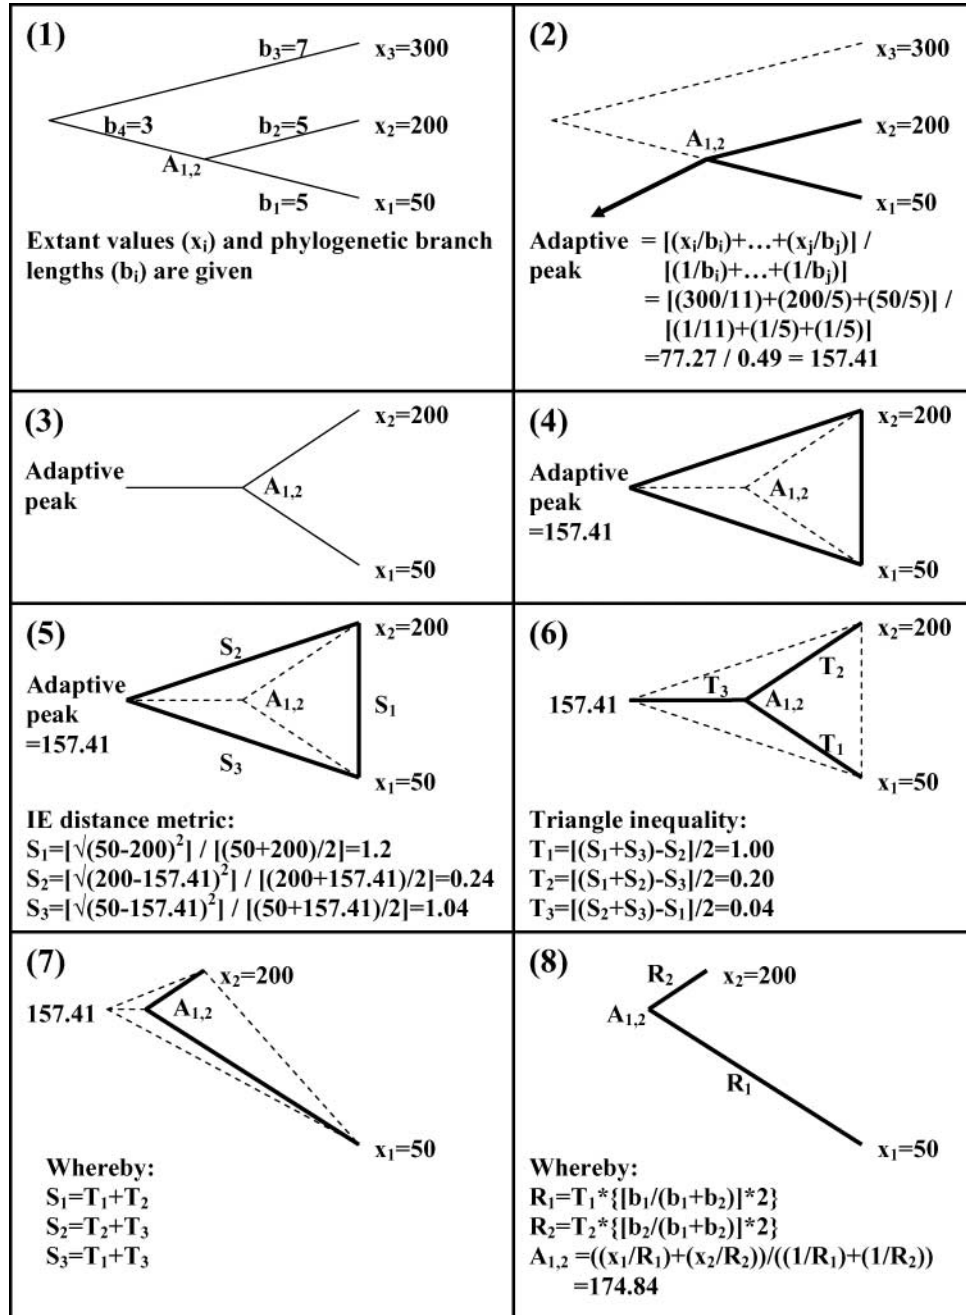 (1)
b₃=7
x₃=300
b₄=3
b₂=5
x₂=200
A₁,₂
b₁=5
x₁=50
Extant values (xᵢ) and phylogenetic branch
lengths (bᵢ) are given
(2)
x₃=300
A₁,₂
x₂=200
x₁=50
Adaptive = [(xᵢ/bᵢ)+...+(xⱼ/bⱼ)] /
peak [(1/bᵢ)+...+(1/bⱼ)]
= [(300/11)+(200/5)+(50/5)] /
[(1/11)+(1/5)+(1/5)]
=77.27 / 0.49 = 157.41
(3)
x₂=200
Adaptive
peak
A₁,₂
x₁=50
(4)
x₂=200
Adaptive
peak
=157.41
A₁,₂
x₁=50
(5)
x₂=200
S₂
Adaptive
peak
=157.41
A₁,₂
S₁
S₃
x₁=50
IE distance metric:
S₁=[√(50-200)²] / [(50+200)/2]=1.2
S₂=[√(200-157.41)²] / [(200+157.41)/2]=0.24
S₃=[√(50-157.41)²] / [(50+157.41)/2]=1.04
(6)
x₂=200
T₂
157.41
T₃
A₁,₂
T₁
x₁=50
Triangle inequality:
T₁=[(S₁+S₃)-S₂]/2=1.00
T₂=[(S₁+S₂)-S₃]/2=0.20
T₃=[(S₂+S₃)-S₁]/2=0.04
(7)
x₂=200
157.41
A₁,₂
x₁=50
Whereby:
S₁=T₁+T₂
S₂=T₂+T₃
S₃=T₁+T₃
(8)
R₂
x₂=200
A₁,₂
R₁
x₁=50
Whereby:
R₁=T₁*{[b₁/(b₁+b₂)]*2}
R₂=T₂*{[b₂/(b₁+b₂)]*2}
A₁,₂ =((x₁/R₁)+(x₂/R₂))/((1/R₁)+(1/R₂))
=174.84